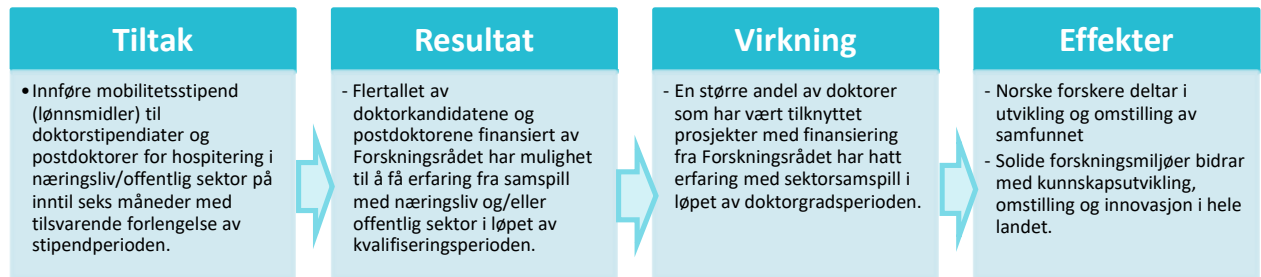 Tiltak
•Innføre mobilitetsstipend
(lønnsmidler) til
doktorstipendiater og
postdoktorer for hospitering i
næringsliv/offentlig sektor på
inntil seks måneder med
tilsvarende forlengelse av
stipendperioden.
Resultat
- Flertallet av
doktorkandidatene og
postdoktorene finansiert av
Forskningsrådet har mulighet
til å få erfaring fra samspill
med næringsliv og/eller
offentlig sektor i løpet av
kvalifiseringsperioden.
Virkning
- En større andel av doktorer
som har vært tilknyttet
prosjekter med finansiering
fra Forskningsrådet har hatt
erfaring med sektorsamspill i
løpet av doktorgradsperioden.
Effekter
- Norske forskere deltar i
utvikling og omstilling av
samfunnet
- Solide forskningsmiljøer bidrar
med kunnskapsutvikling,
omstilling og innovasjon i hele
landet.